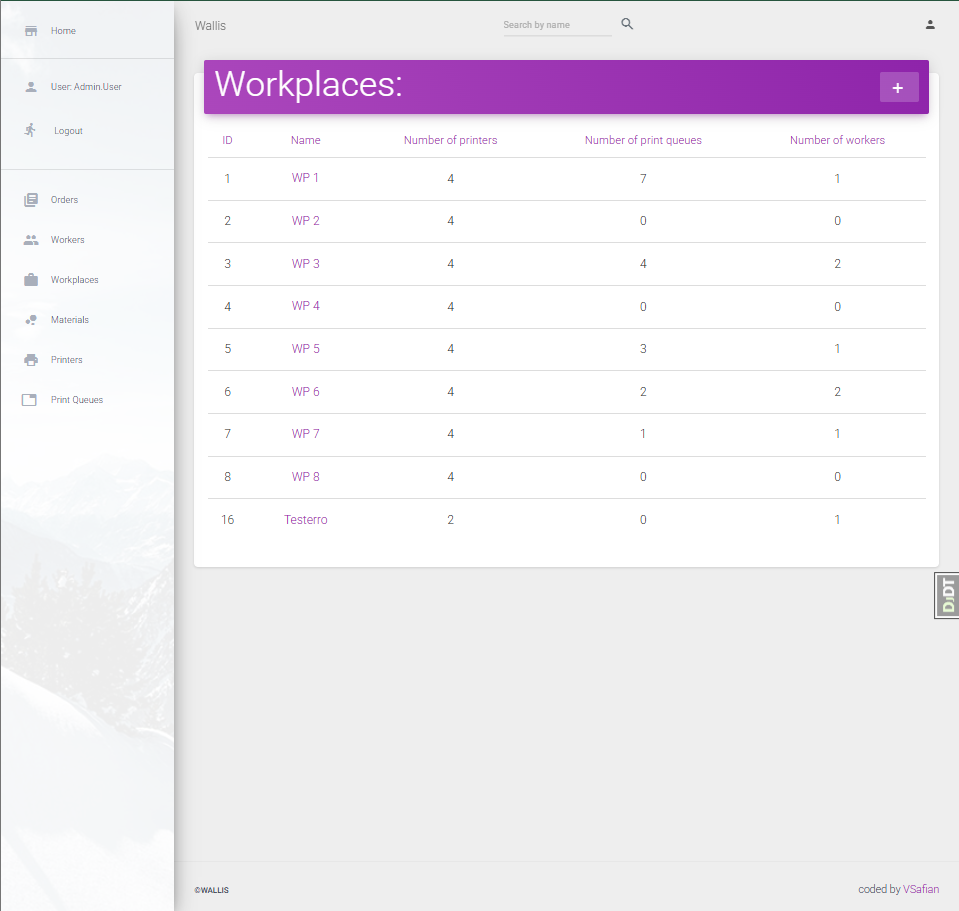 Home
User: Admin.User
Logout
Orders
Workers
Workplaces
Materials
Printers
Print Queues
Wallis
Search by name
Workplaces:
+
ID Name Number of printers Number of print queues Number of workers
1 WP 1 4 7 1
2 WP 2 4 0 0
3 WP 3 4 4 2
4 WP 4 4 0 0
5 WP 5 4 3 1
6 WP 6 4 2 2
7 WP 7 4 1 1
8 WP 8 4 0 0
16 Testerro 2 0 1
DJDT
©WALLIS
coded by VSafian